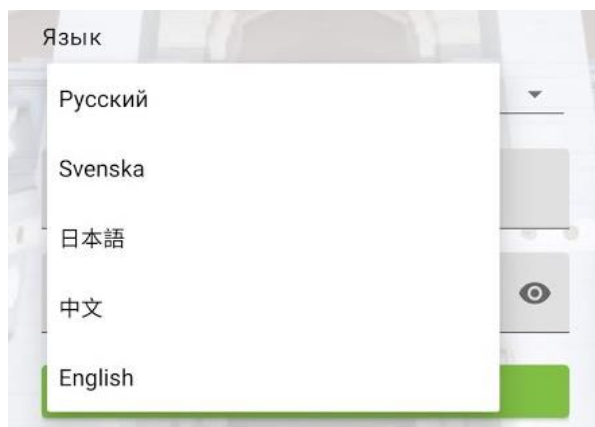 Язык
Русский
Svenska
日本語
中文
English